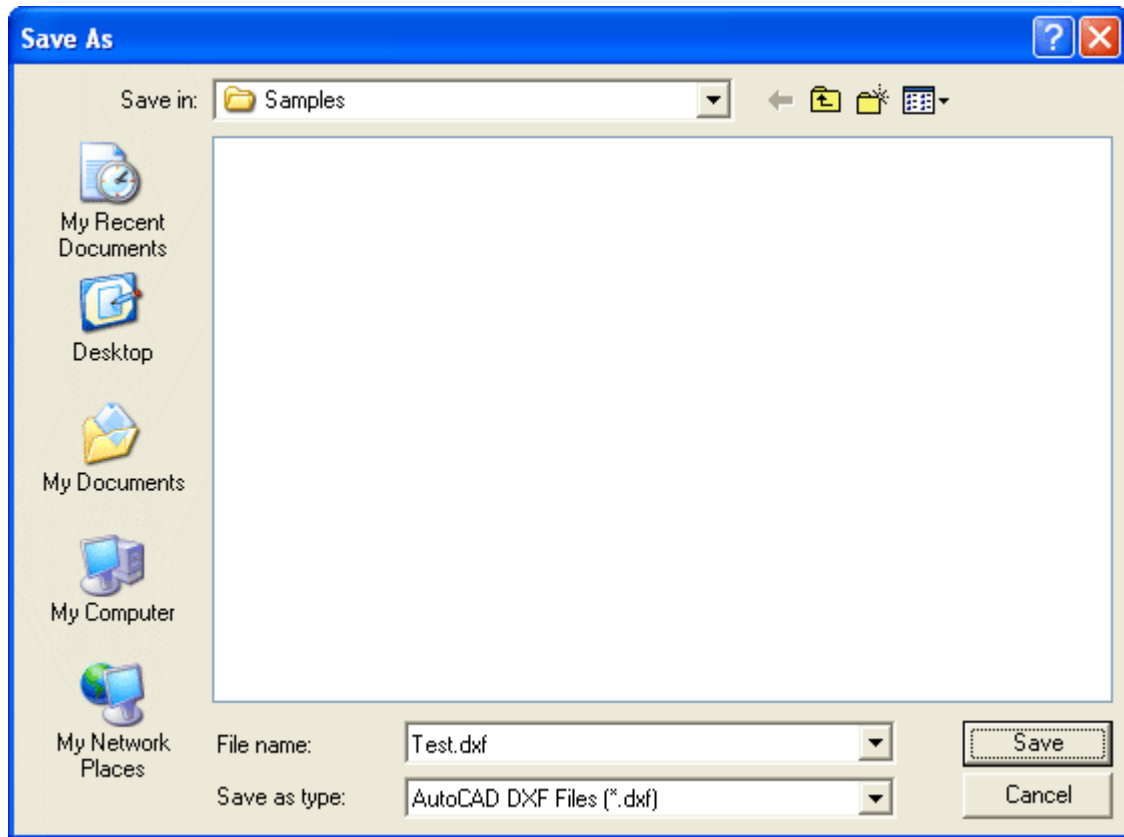 Save As
Save in: Samples
My Recent
Documents
Desktop
My Documents
My Computer
My Network
Places
File name: Test.dxf Save
Save as type: AutoCAD DXF Files (*.dxf) Cancel